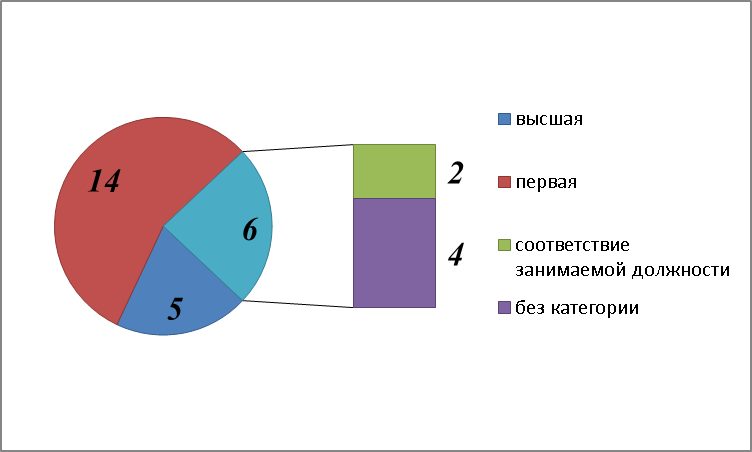 14
6
5
2
4
высшая
первая
соответствие
занимаемой должности
без категории